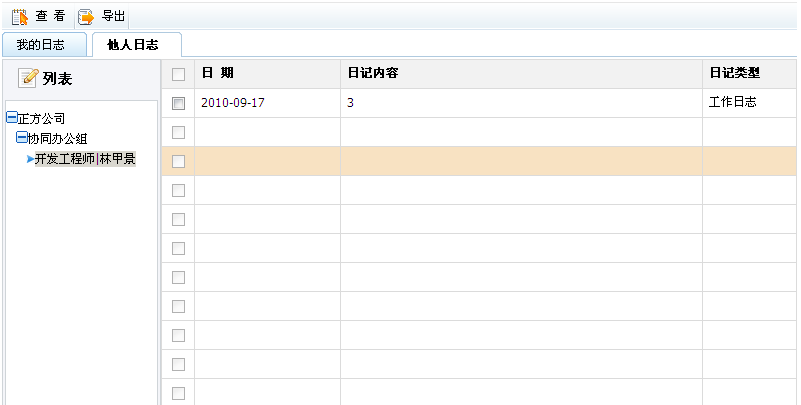 查 看 导出
我的日志 他人日志
列表
日 期 日记内容 日记类型
2010-09-17 3 工作日志
正方公司
协同办公组
开发工程师|林甲景